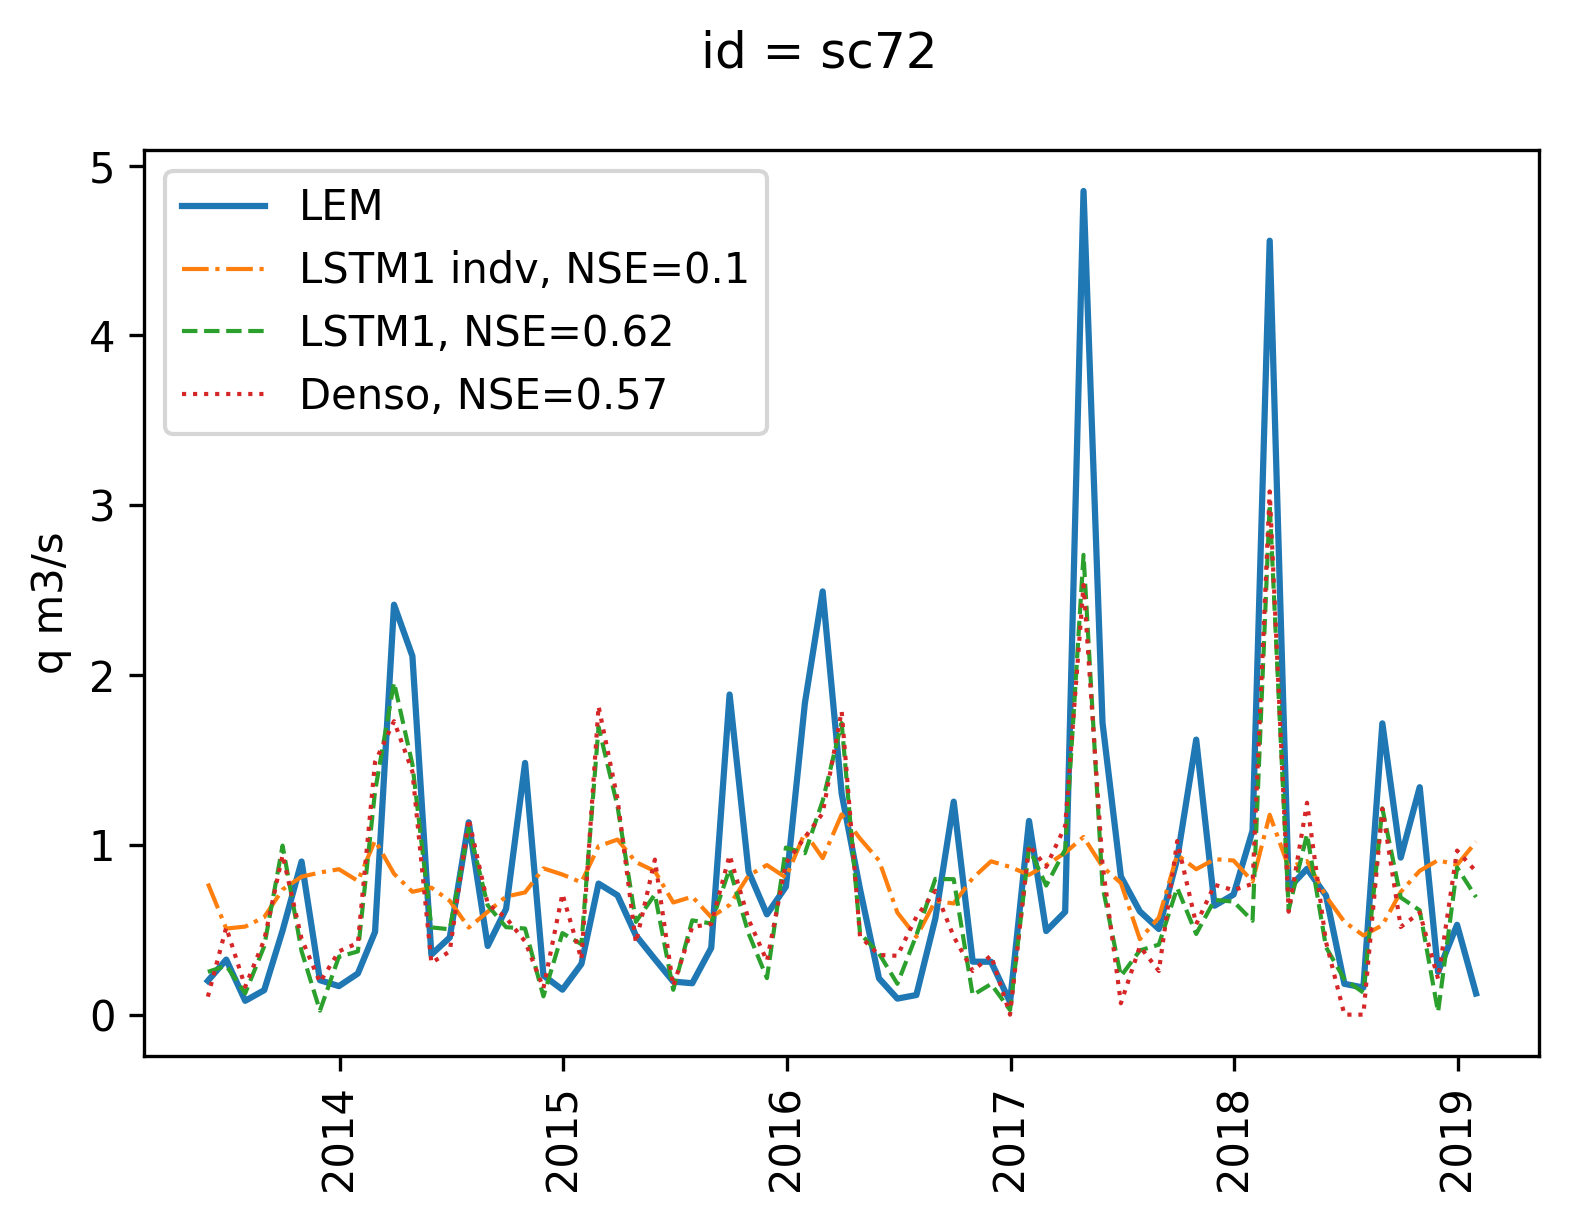 id = sc72
5
4
3
2
1
0
q m3/s
LEM
LSTM1 indv, NSE=0.1
LSTM1, NSE=0.62
Denso, NSE=0.57
2014
2015
2016
2017
2018
2019